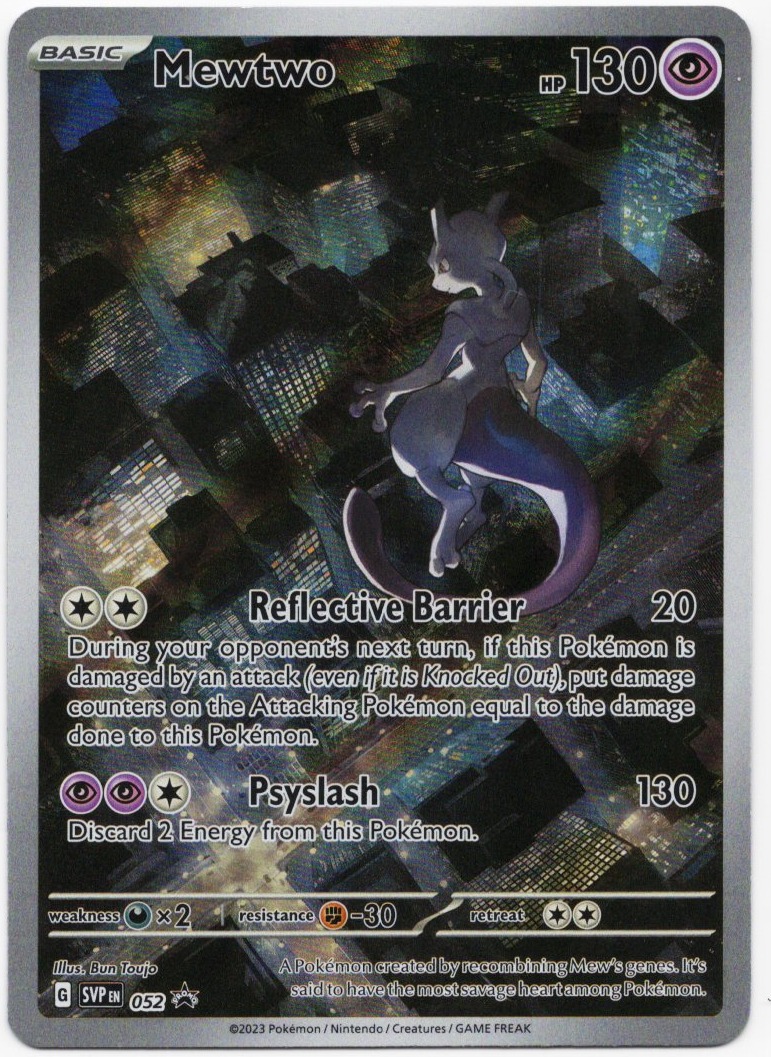 BASIC Mewtwo HP 130
Reflective Barrier 20
During your opponent's next turn, if this Pokémon is
damaged by an attack (even if it is Knocked Out), put damage
counters on the Attacking Pokémon equal to the damage
done to this Pokémon.
Psyslash 130
Discard 2 Energy from this Pokémon.
weakness ×2 resistance -30 retreat
Illus. Bun Toujo
A Pokémon created by recombining Mew's genes. It's
said to have the most savage heart among Pokémon.
G SVP EN 052 PROMO
©2023 Pokémon / Nintendo / Creatures / GAME FREAK